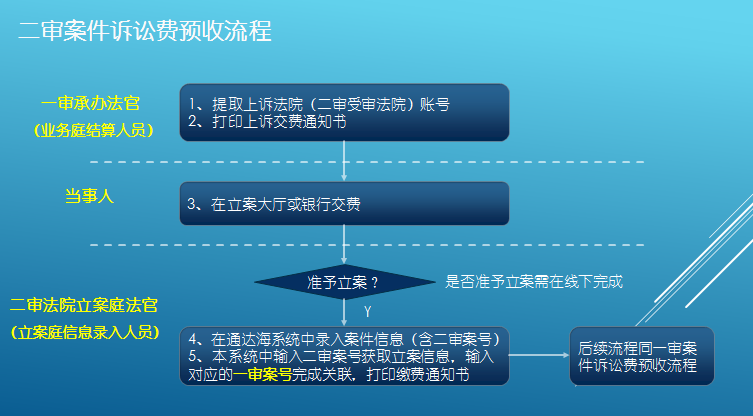 二审案件诉讼费预收流程
一审承办法官
（业务庭结算人员）
1、提取上诉法院（二审受审法院）账号
2、打印上诉交费通知书
当事人
3、在立案大厅或银行交费
准予立案？
是否准予立案需在线下完成
Y
二审法院立案庭法官
（立案庭信息录入人员）
4、在通达海系统中录入案件信息（含二审案号）
5、本系统中输入二审案号获取立案信息，输入
对应的一审案号完成关联，打印缴费通知书
后续流程同一审案
件诉讼费预收流程